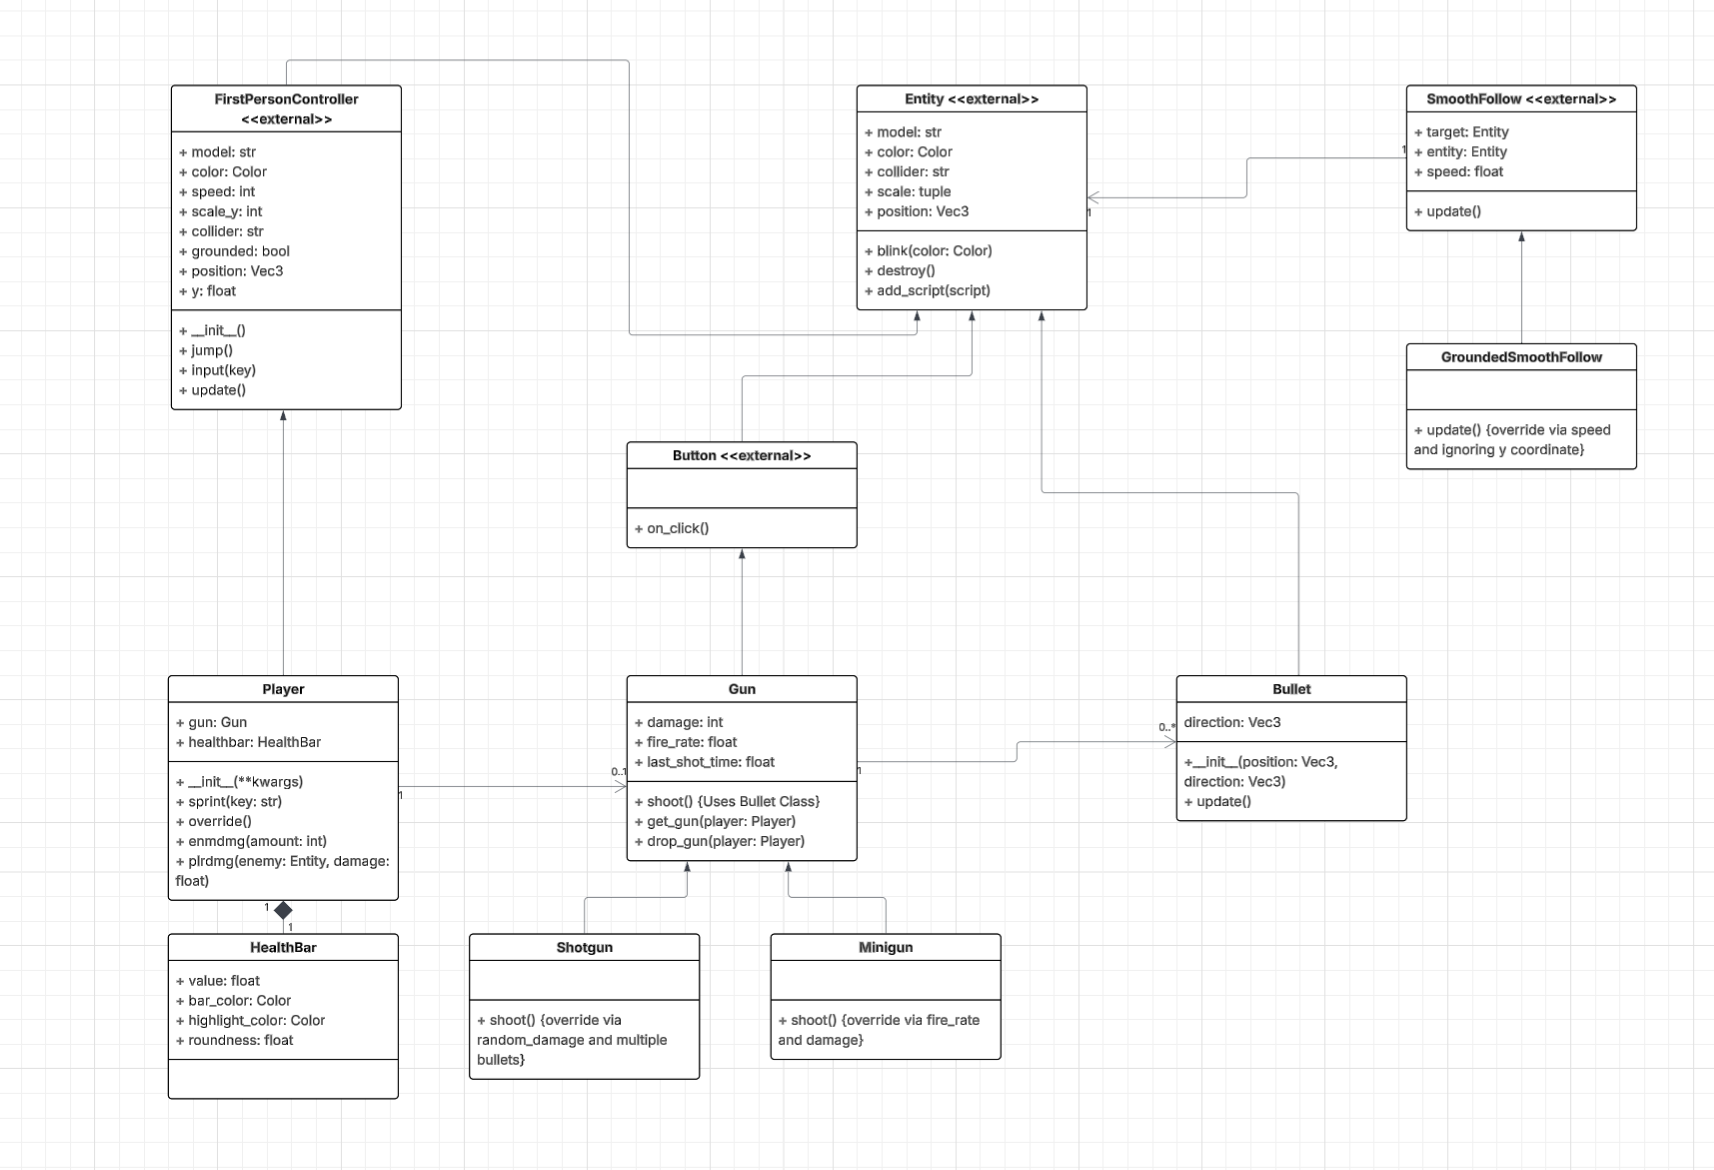 FirstPersonController
<<external>>
+ model: str
+ color: Color
+ speed: int
+ scale_y: int
+ collider: str
+ grounded: bool
+ position: Vec3
+ y: float
+ __init__()
+ jump()
+ input(key)
+ update()
Entity <<external>>
+ model: str
+ color: Color
+ collider: str
+ scale: tuple
+ position: Vec3
+ blink(color: Color)
+ destroy()
+ add_script(script)
1
1
SmoothFollow <<external>>
+ target: Entity
+ entity: Entity
+ speed: float
+ update()
GroundedSmoothFollow
+ update() {override via speed
and ignoring y coordinate}
Button <<external>>
+ on_click()
Player
+ gun: Gun
+ healthbar: HealthBar
+ __init__(**kwargs)
+ sprint(key: str)
+ override()
+ enmdmg(amount: int)
+ plrdmg(enemy: Entity, damage:
float)
1
0..1
Gun
+ damage: int
+ fire_rate: float
+ last_shot_time: float
+ shoot() {Uses Bullet Class}
+ get_gun(player: Player)
+ drop_gun(player: Player)
1
0..*
Bullet
direction: Vec3
+__init__(position: Vec3,
direction: Vec3)
+ update()
1
1
HealthBar
+ value: float
+ bar_color: Color
+ highlight_color: Color
+ roundness: float
Shotgun
+ shoot() {override via
random_damage and multiple
bullets}
Minigun
+ shoot() {override via fire_rate
and damage}